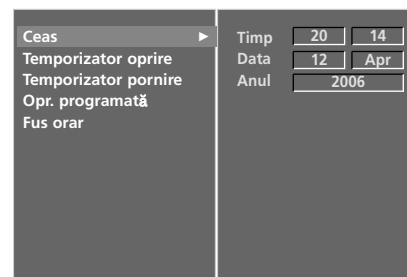 Ceas
Temporizator oprire
Temporizator pornire
Opr. programată
Fus orar
Timp 20 14
Data 12 Apr
Anul 2006